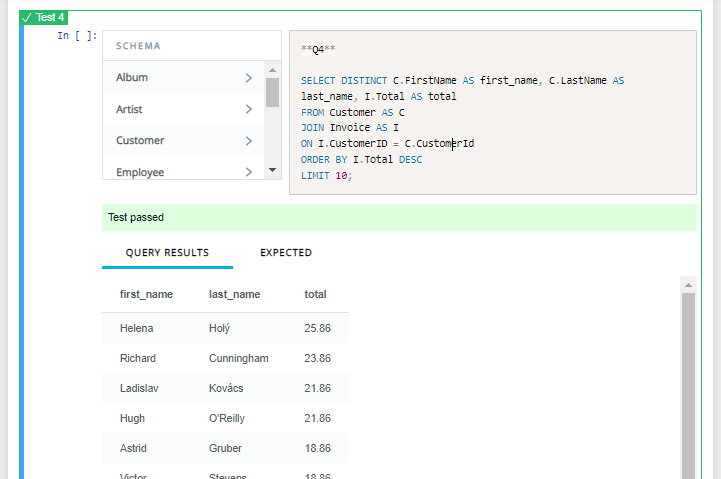 Test 4
In [ ]:
SCHEMA
Album
Artist
Customer
Employee
**Q4**
SELECT DISTINCT C.FirstName AS first_name, C.LastName AS
last_name, I.Total AS total
FROM Customer AS C
JOIN Invoice AS I
ON I.CustomerID = C.CustomerId
ORDER BY I.Total DESC
LIMIT 10;
Test passed
QUERY RESULTS EXPECTED
first_name last_name total
Helena Holý 25.86
Richard Cunningham 23.86
Ladislav Kovács 21.86
Hugh O'Reilly 21.86
Astrid Gruber 18.86
Victor Stevens 18.86